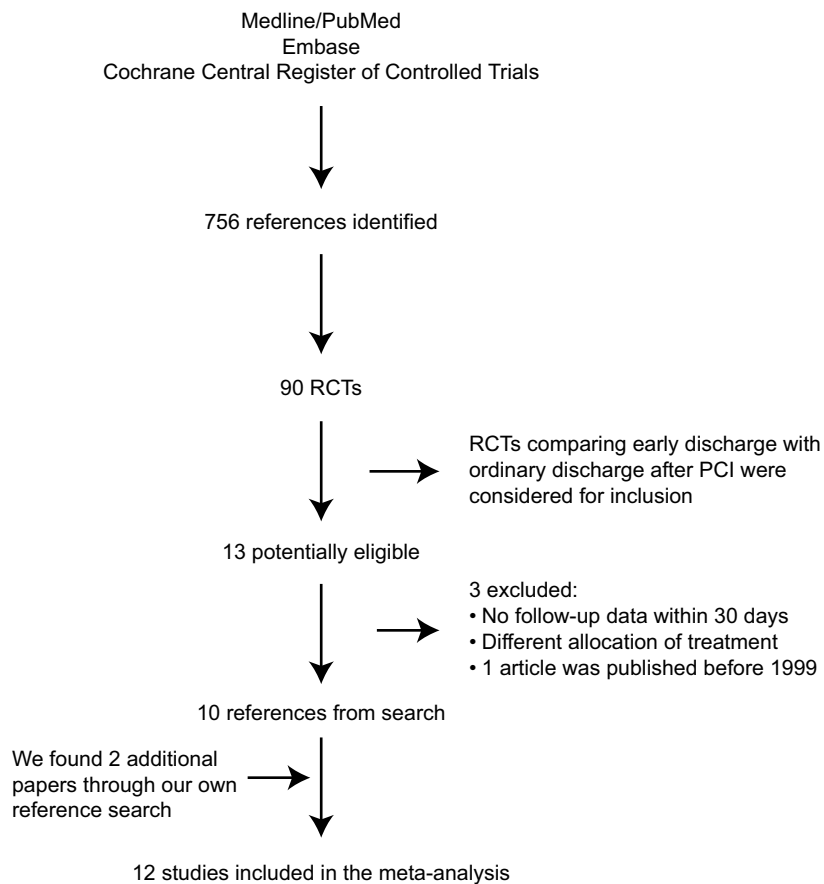 Medline/PubMed
Embase
Cochrane Central Register of Controlled Trials
756 references identified
90 RCTs
RCTs comparing early discharge with
ordinary discharge after PCI were
considered for inclusion
13 potentially eligible
3 excluded:
• No follow-up data within 30 days
• Different allocation of treatment
• 1 article was published before 1999
10 references from search
We found 2 additional
papers through our own
reference search
12 studies included in the meta-analysis